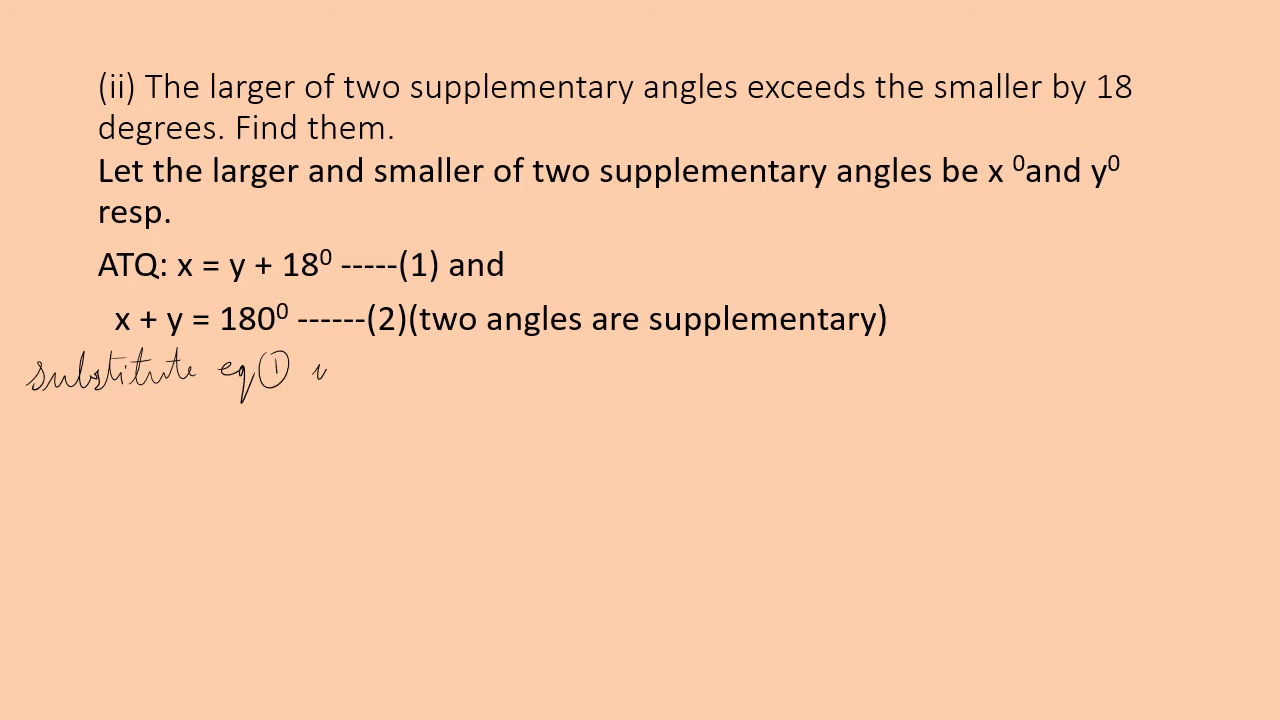 (ii) The larger of two supplementary angles exceeds the smaller by 18
degrees. Find them.
Let the larger and smaller of two supplementary angles be x ⁰and y⁰
resp.
ATQ: x = y + 18⁰ -----(1) and
x + y = 180⁰ ------(2)(two angles are supplementary)
substitute eq①